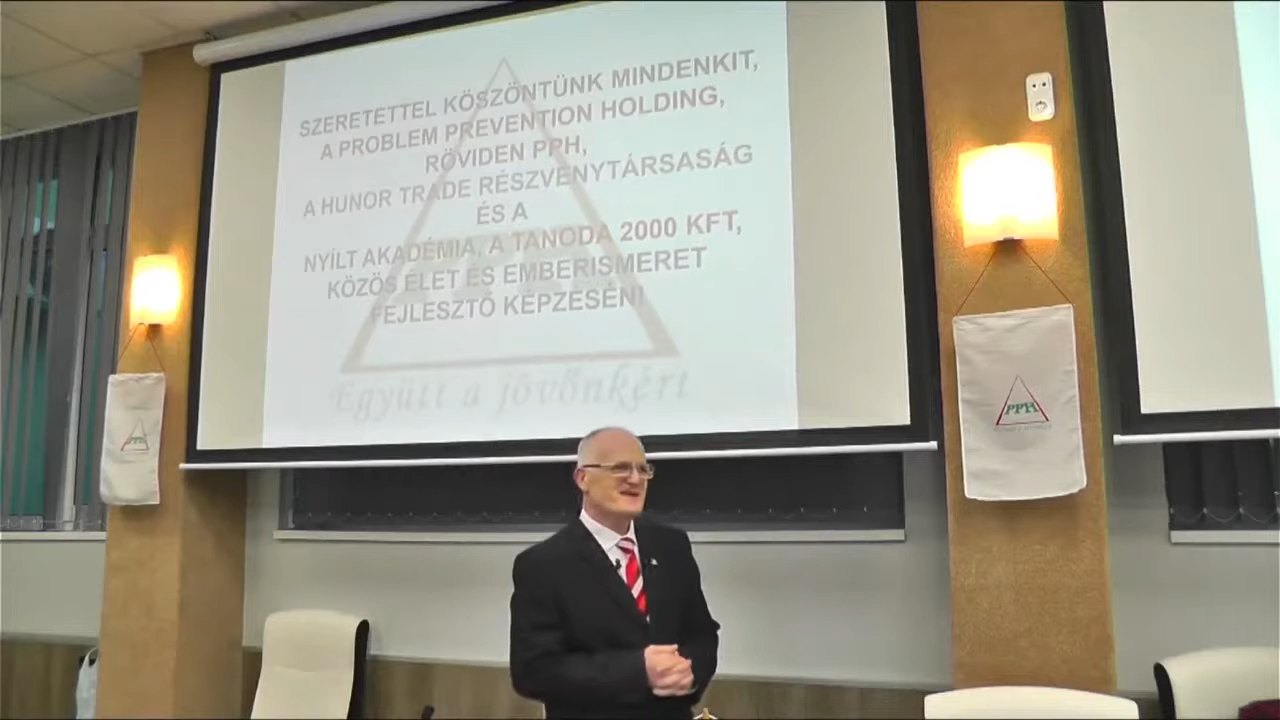 SZERETETTEL KÖSZÖNTÜNK MINDENKIT,
A PROBLEM PREVENTION HOLDING,
RÖVIDEN PPH,
A HUNOR TRADE RÉSZVÉNYTÁRSASÁG
ÉS A
NYÍLT AKADÉMIA, A TANODA 2000 KFT,
KÖZÖS ÉLET ÉS EMBERISMERET
FEJLESZTŐ KÉPZÉSÉN!
Együtt a jövőnkért
PPH
PPH